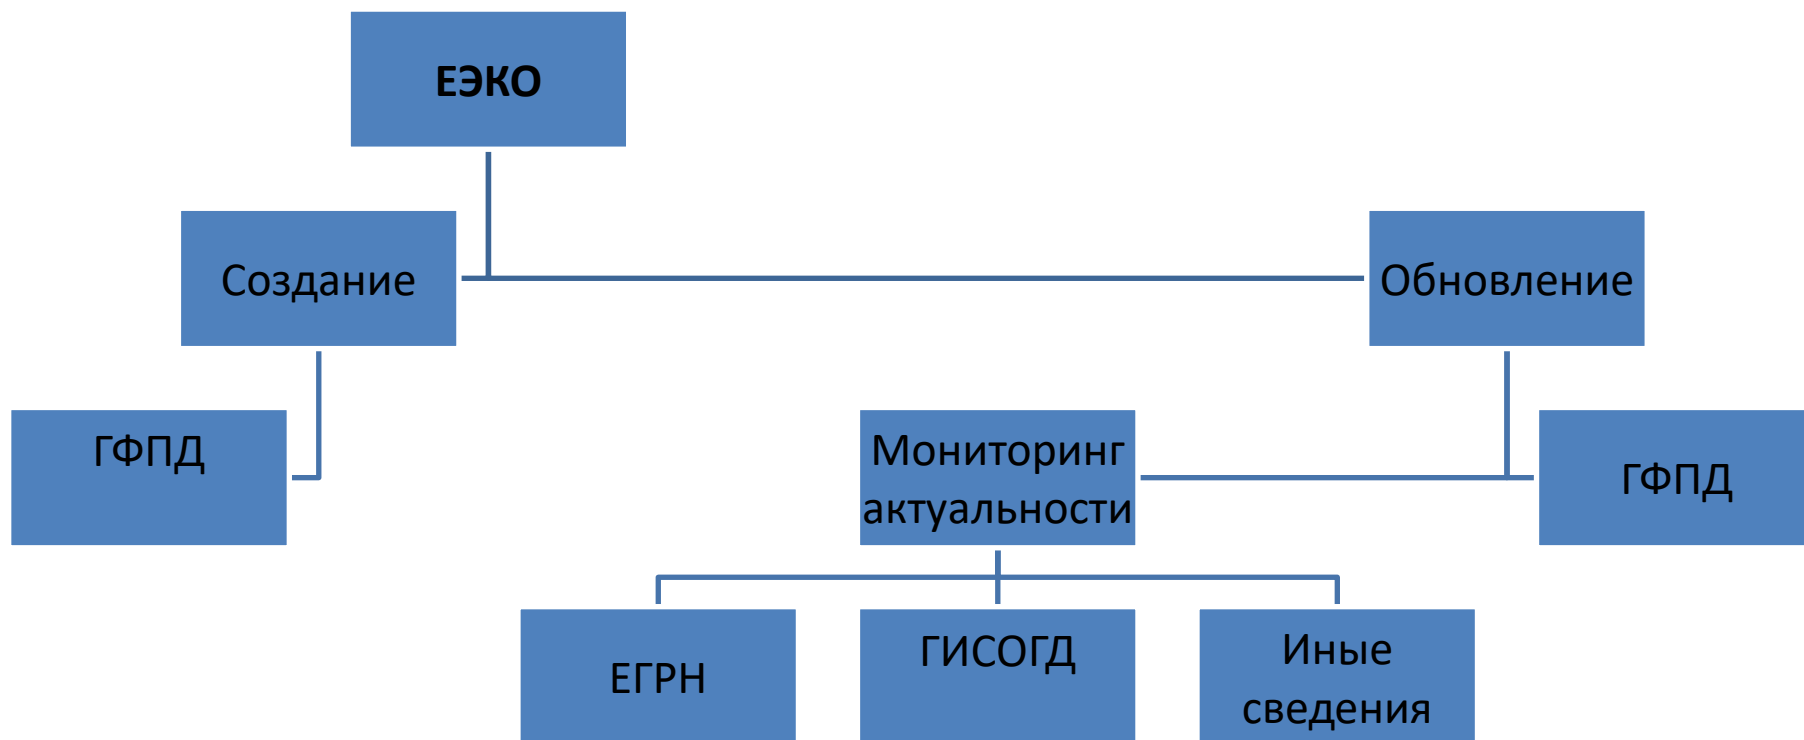 ЕЭКО
Создание
Обновление
ГФПД
Мониторинг
актуальности
ГФПД
ЕГРН
ГИСОГД
Иные
сведения